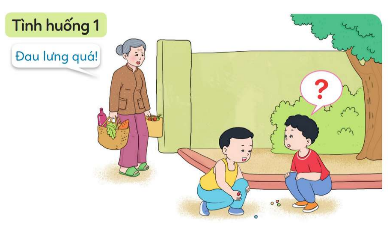 Tình huống 1
Đau lưng quá!
?